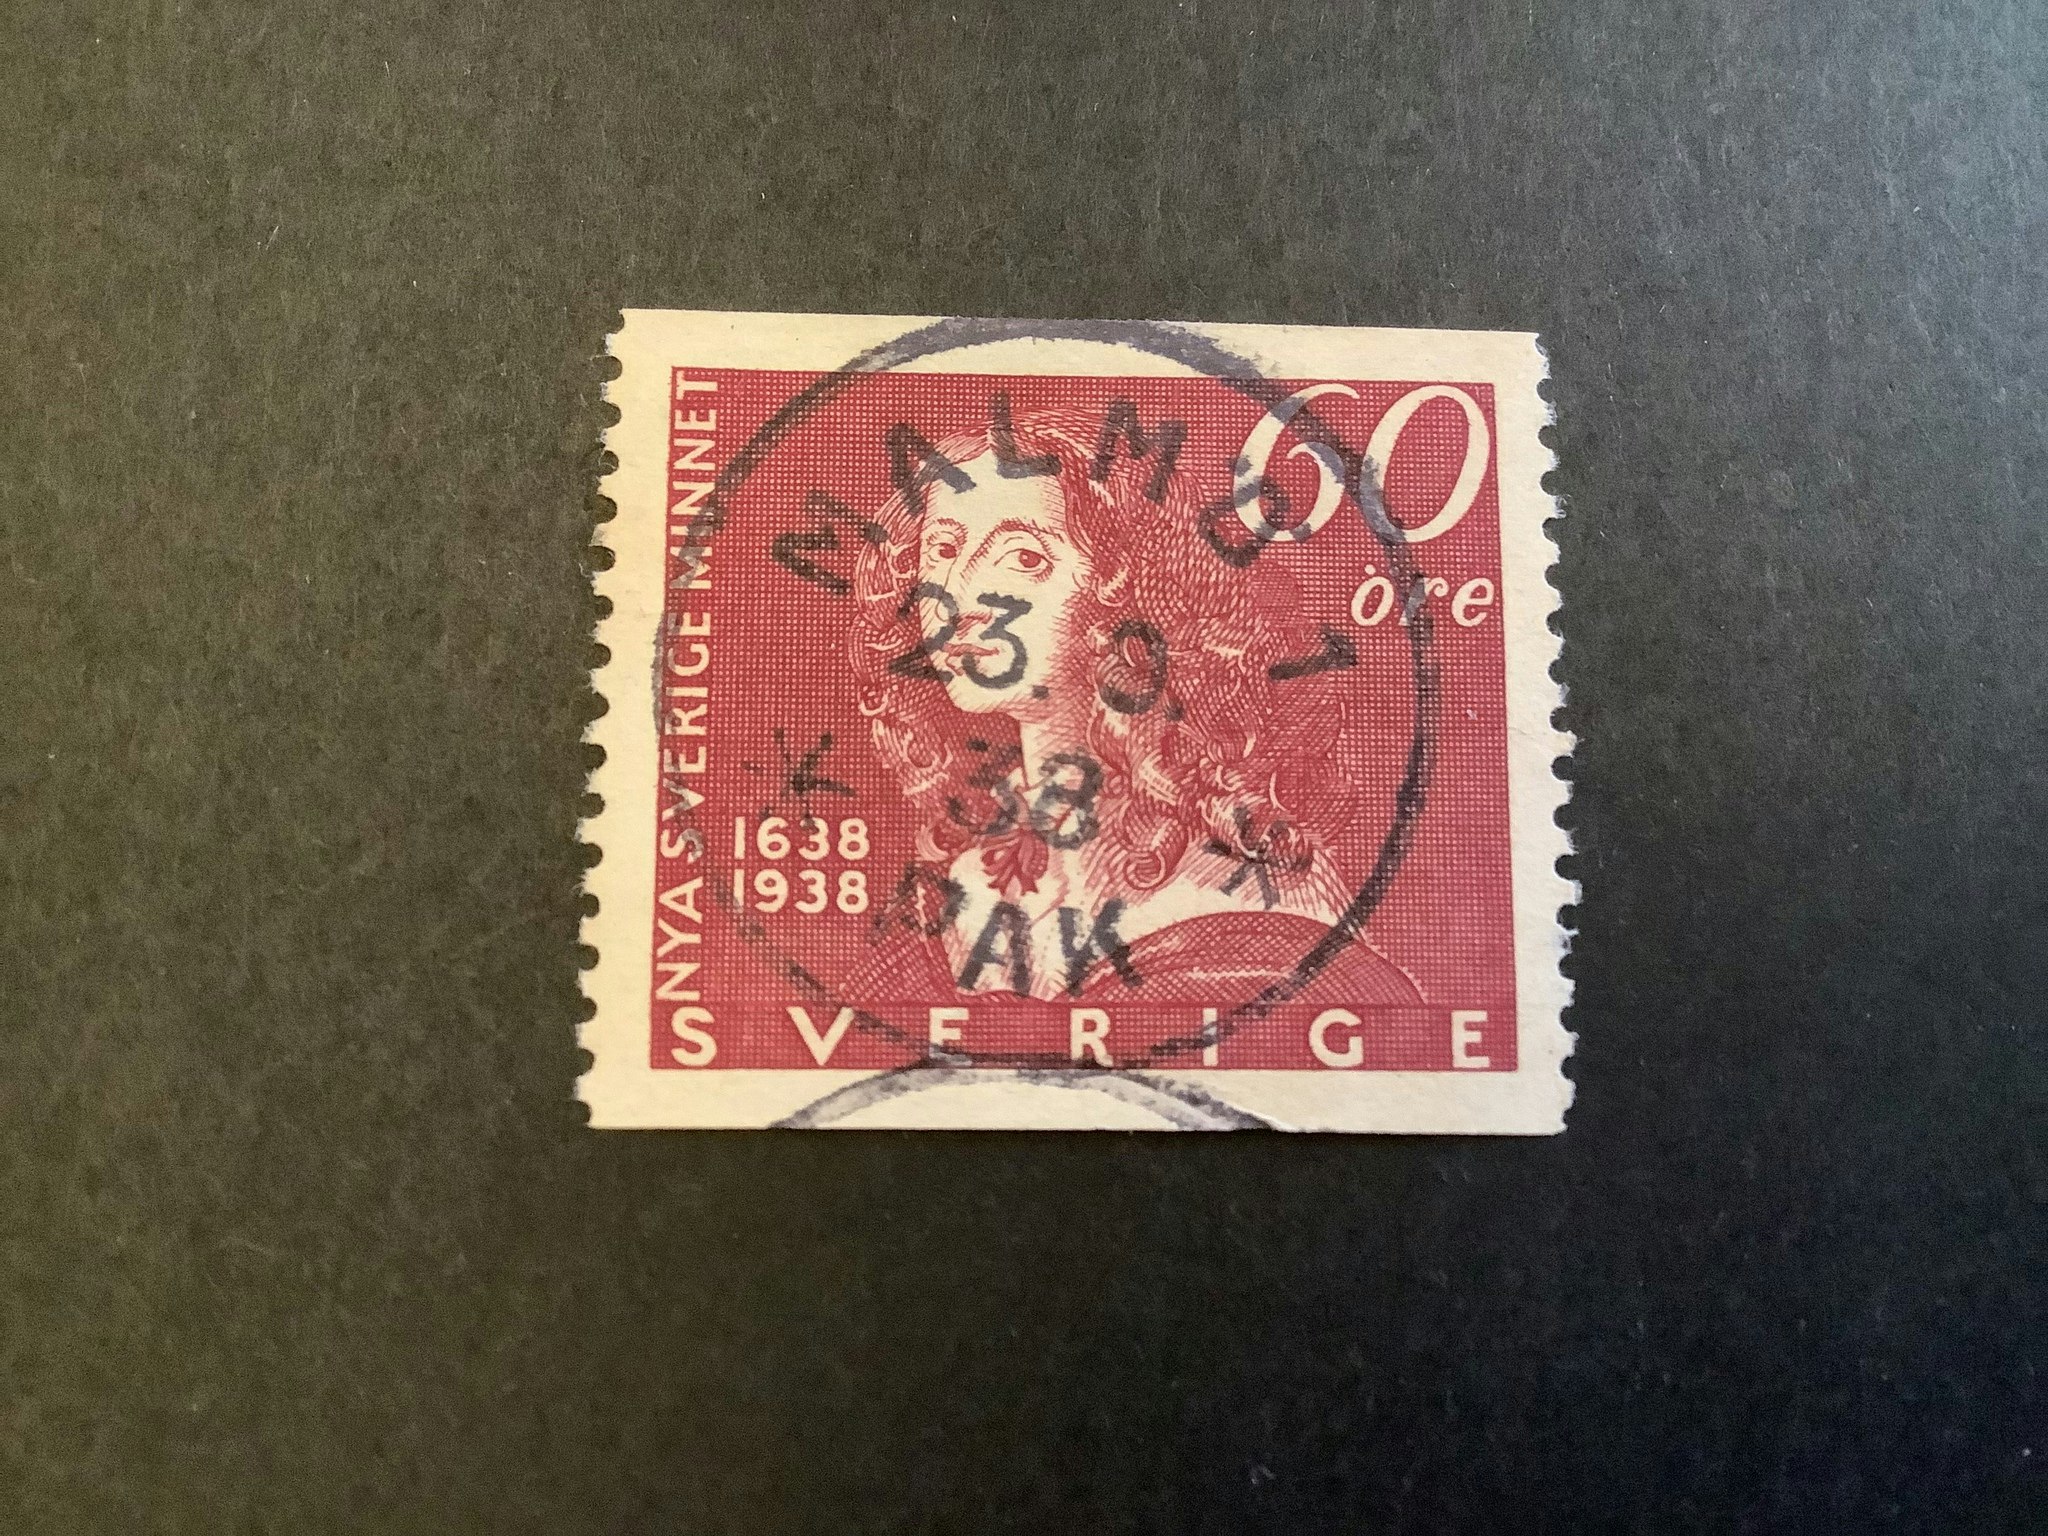 NYA SVERIGE MINNET
60
öre
1638
1938
SVERIGE
MALMÖ 1
23. 9.
38
PAK